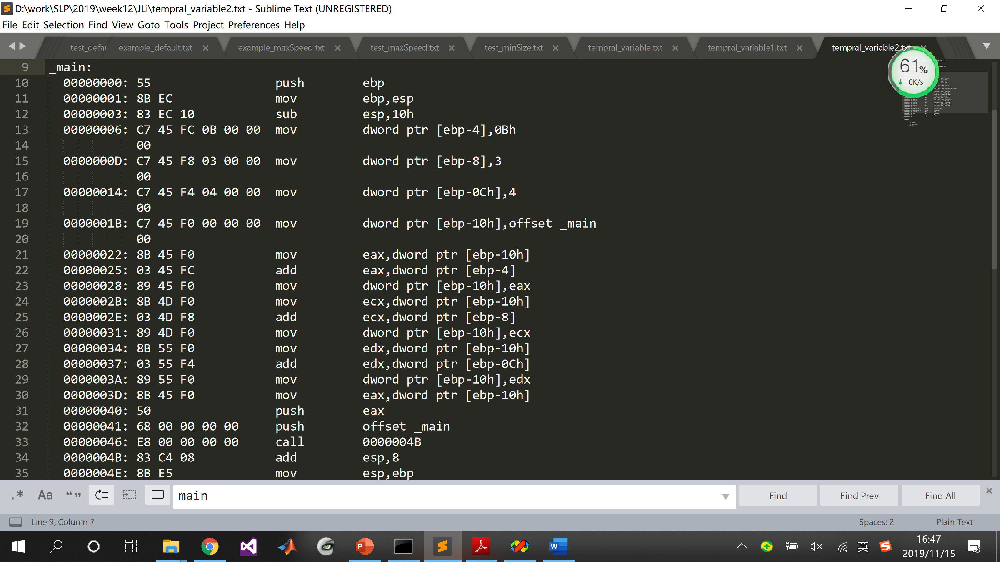 D:\work\SLP\2019\week12\JLi\tempral_variable2.txt - Sublime Text (UNREGISTERED)
File Edit Selection Find View Goto Tools Project Preferences Help
test_defau example_default.txt example_maxSpeed.txt test_maxSpeed.txt test_minSize.txt tempral_variable.txt tempral_variable1.txt tempral_variable2.txt
61%
0K/s
9 _main:
10 00000000: 55 push ebp
11 00000001: 8B EC mov ebp,esp
12 00000003: 83 EC 10 sub esp,10h
13 00000006: C7 45 FC 0B 00 00 mov dword ptr [ebp-4],0Bh
14 00
15 0000000D: C7 45 F8 03 00 00 mov dword ptr [ebp-8],3
16 00
17 00000014: C7 45 F4 04 00 00 mov dword ptr [ebp-0Ch],4
18 00
19 0000001B: C7 45 F0 00 00 00 mov dword ptr [ebp-10h],offset _main
20 00
21 00000022: 8B 45 F0 mov eax,dword ptr [ebp-10h]
22 00000025: 03 45 FC add eax,dword ptr [ebp-4]
23 00000028: 89 45 F0 mov dword ptr [ebp-10h],eax
24 0000002B: 8B 4D F0 mov ecx,dword ptr [ebp-10h]
25 0000002E: 03 4D F8 add ecx,dword ptr [ebp-8]
26 00000031: 89 4D F0 mov dword ptr [ebp-10h],ecx
27 00000034: 8B 55 F0 mov edx,dword ptr [ebp-10h]
28 00000037: 03 55 F4 add edx,dword ptr [ebp-0Ch]
29 0000003A: 89 55 F0 mov dword ptr [ebp-10h],edx
30 0000003D: 8B 45 F0 mov eax,dword ptr [ebp-10h]
31 00000040: 50 push eax
32 00000041: 68 00 00 00 00 push offset _main
33 00000046: E8 00 00 00 00 call 0000004B
34 0000004B: 83 C4 08 add esp,8
35 0000004E: 8B E5 mov esp,ebp
.* Aa “” main Find Find Prev Find All
Line 9, Column 7 Spaces: 2 Plain Text
英 16:47
2019/11/15